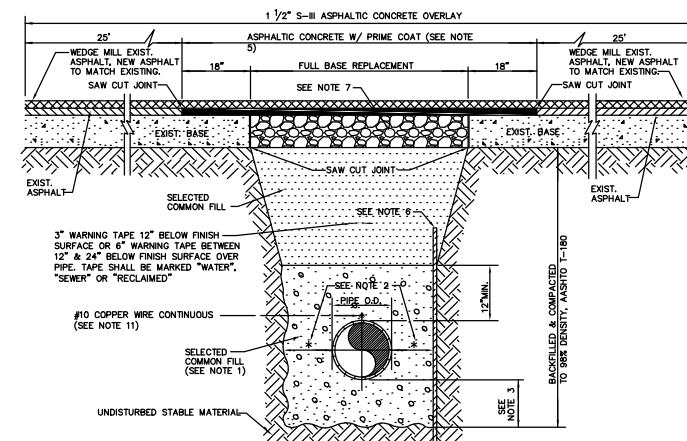 1 1/2" S-III ASPHALTIC CONCRETE OVERLAY
25'
ASPHALTIC CONCRETE W/ PRIME COAT (SEE NOTE
5)
25'
WEDGE MILL EXIST.
ASPHALT, NEW ASPHALT
TO MATCH EXISTING.
18"
FULL BASE REPLACEMENT
18"
WEDGE MILL EXIST.
ASPHALT, NEW ASPHALT
TO MATCH EXISTING.
SAW CUT JOINT
SEE NOTE 7
SAW CUT JOINT
EXIST. BASE
EXIST. BASE
SAW CUT JOINT
EXIST.
ASPHALT
EXIST.
ASPHALT
SELECTED
COMMON FILL
SEE NOTE 6
3" WARNING TAPE 12" BELOW FINISH
SURFACE OR 6" WARNING TAPE BETWEEN
12" & 24" BELOW FINISH SURFACE OVER
PIPE. TAPE SHALL BE MARKED "WATER",
"SEWER" OR "RECLAIMED"
SEE NOTE 2
PIPE O.D.
12"MIN.
#10 COPPER WIRE CONTINUOUS
(SEE NOTE 11)
SELECTED
COMMON FILL
(SEE NOTE 1)
SEE
NOTE 3
BACKFILLED & COMPACTED
TO 98% DENSITY, AASHTO T-180
UNDISTURBED STABLE MATERIAL